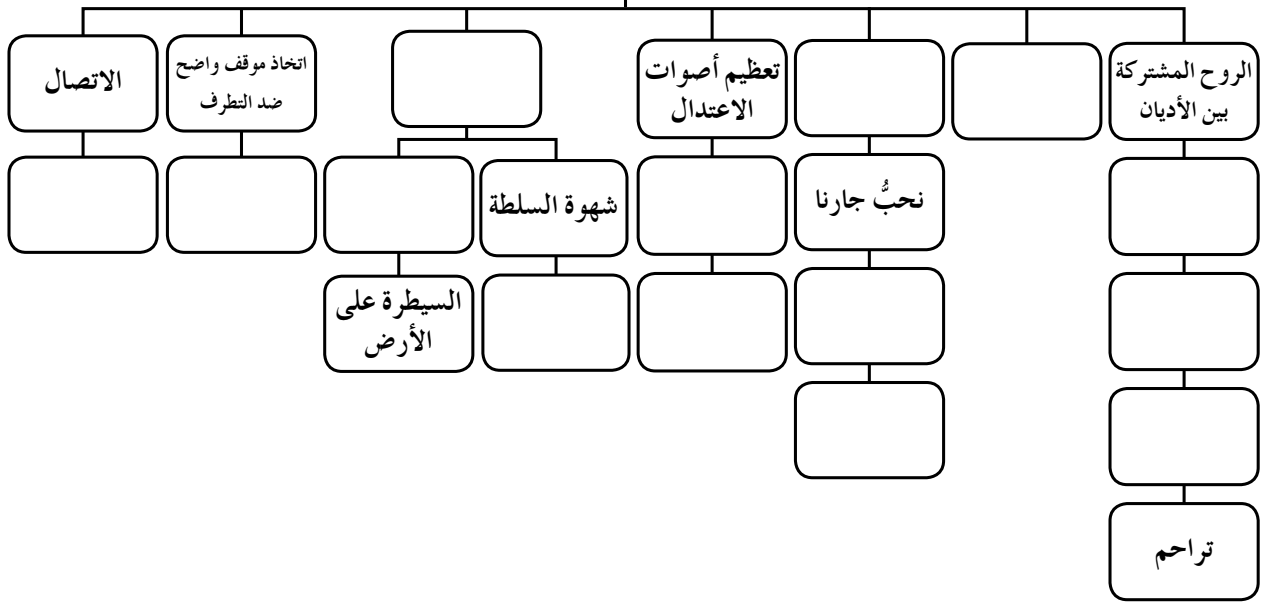 الروح المشتركة
بين الأديان
تعظيم أصوات
الاعتدال
اتخاذ موقف واضح
ضد التطرف
الاتصال
نحبُّ جارنا
شهوة السلطة
السيطرة على
الأرض
تراحم